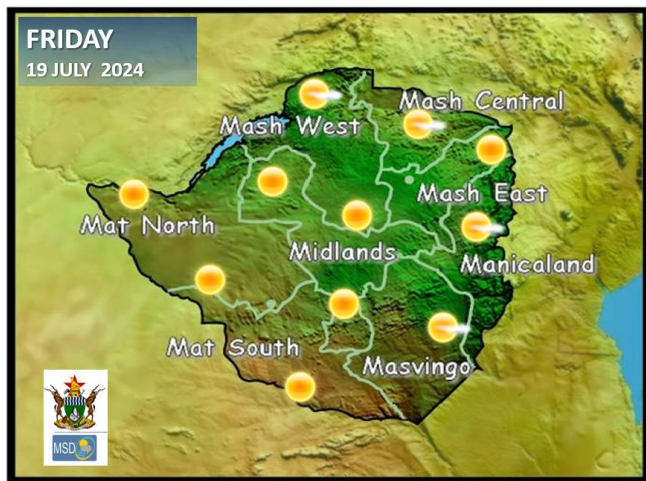 FRIDAY
19 JULY 2024
Mash Central
Mash West
Mash East
Mat North
Midlands
Manicaland
Mat South
Masvingo
MSD